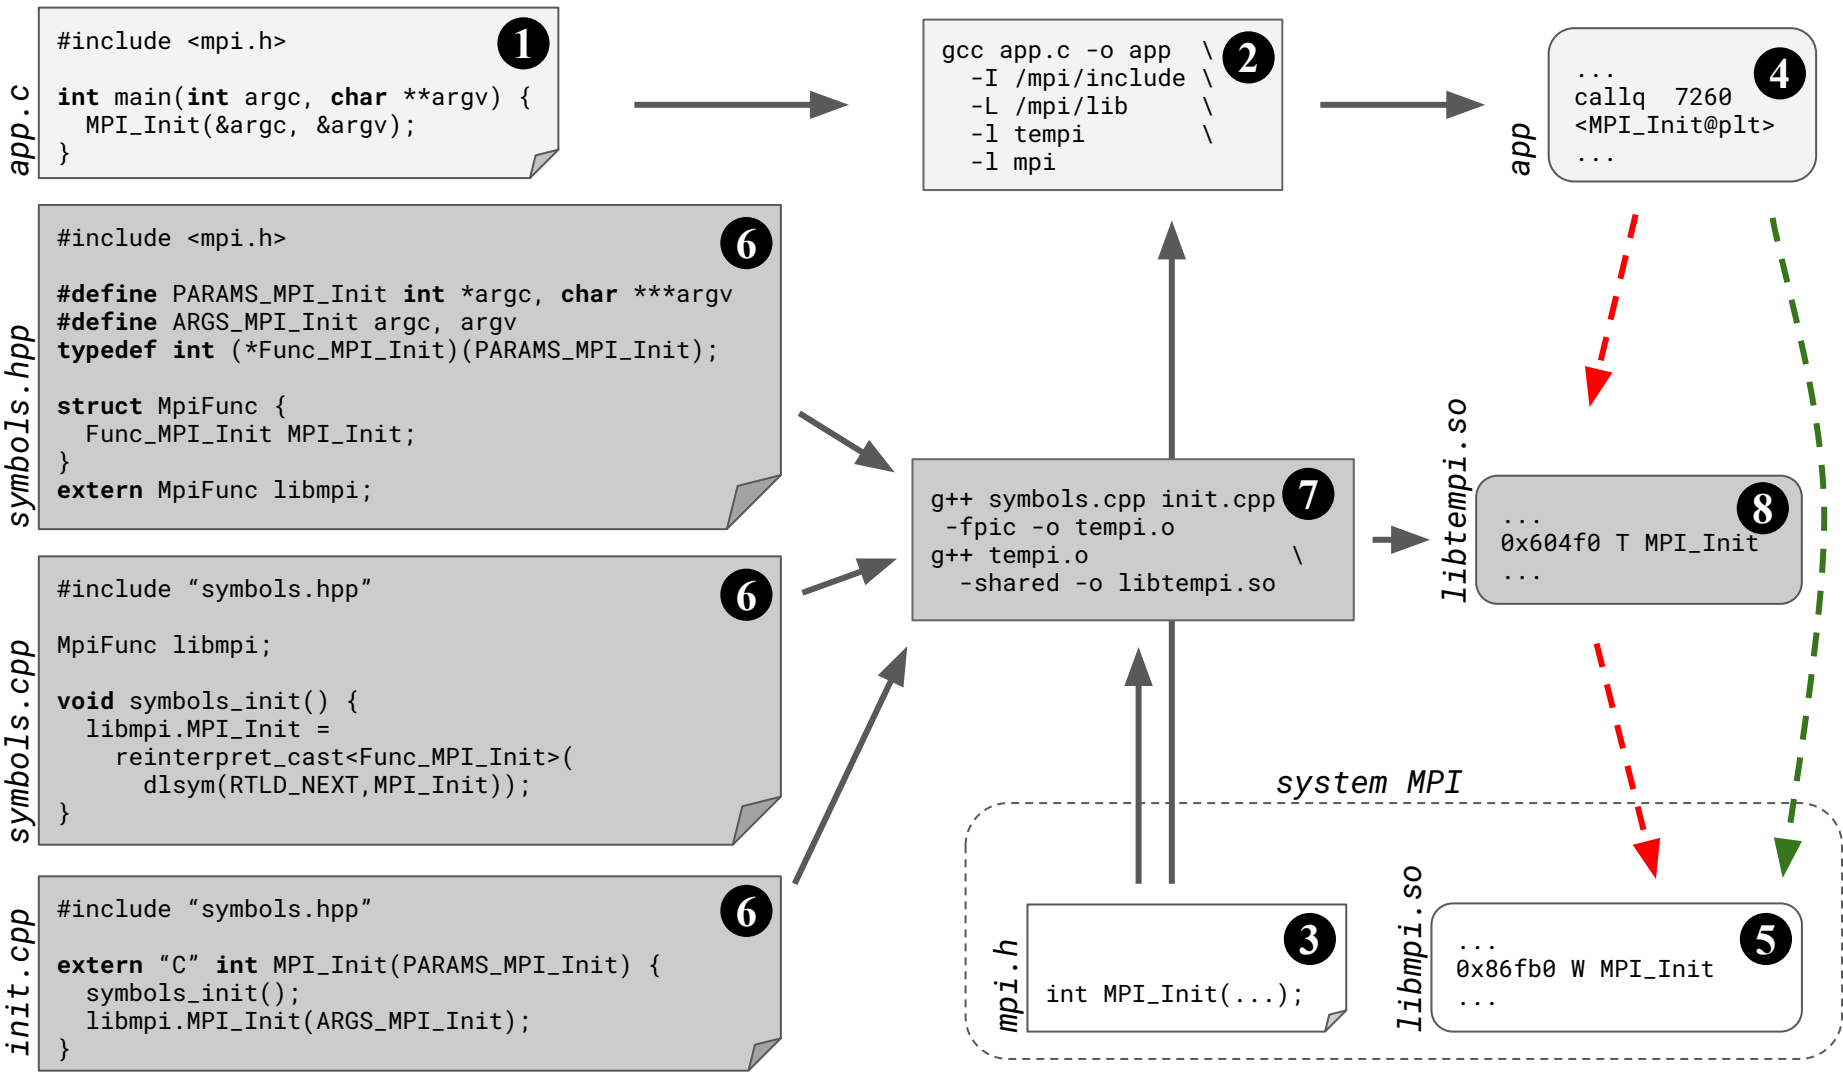 app.c
#include <mpi.h>
1
int main(int argc, char **argv) {
  MPI_Init(&argc, &argv);
}
gcc app.c -o app  \
2
  -I /mpi/include \
  -L /mpi/lib     \
  -l tempi        \
  -l mpi
app
...
4
callq  7260
<MPI_Init@plt>
...
symbols.hpp
#include <mpi.h>
6
#define PARAMS_MPI_Init int *argc, char ***argv
#define ARGS_MPI_Init argc, argv
typedef int (*Func_MPI_Init)(PARAMS_MPI_Init);
struct MpiFunc {
  Func_MPI_Init MPI_Init;
}
extern MpiFunc libmpi;
symbols.cpp
#include “symbols.hpp”
6
MpiFunc libmpi;
void symbols_init() {
  libmpi.MPI_Init =
    reinterpret_cast<Func_MPI_Init>(
      dlsym(RTLD_NEXT,MPI_Init));
}
init.cpp
#include “symbols.hpp”
6
extern “C” int MPI_Init(PARAMS_MPI_Init) {
  symbols_init();
  libmpi.MPI_Init(ARGS_MPI_Init);
}
g++ symbols.cpp init.cpp
7
 -fpic -o tempi.o
g++ tempi.o              \
  -shared -o libtempi.so
libtempi.so
...
8
0x604f0 T MPI_Init
...
system MPI
mpi.h
3
int MPI_Init(...);
libmpi.so
...
5
0x86fb0 W MPI_Init
...